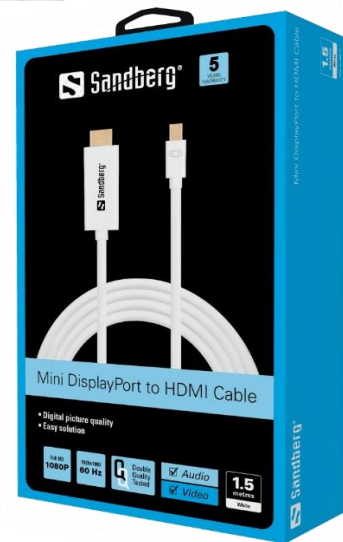 Sandberg®
5
YEARS
WARRANTY
Sandberg
Mini DisplayPort to HDMI Cable
• Digital picture quality
• Easy solution
Full HD
1080P
60 Hz
Double
Quality
Tested
Audio
Video
1.5
metres
White
Mini DisplayPort to HDMI Cable
1.5
Sandberg®